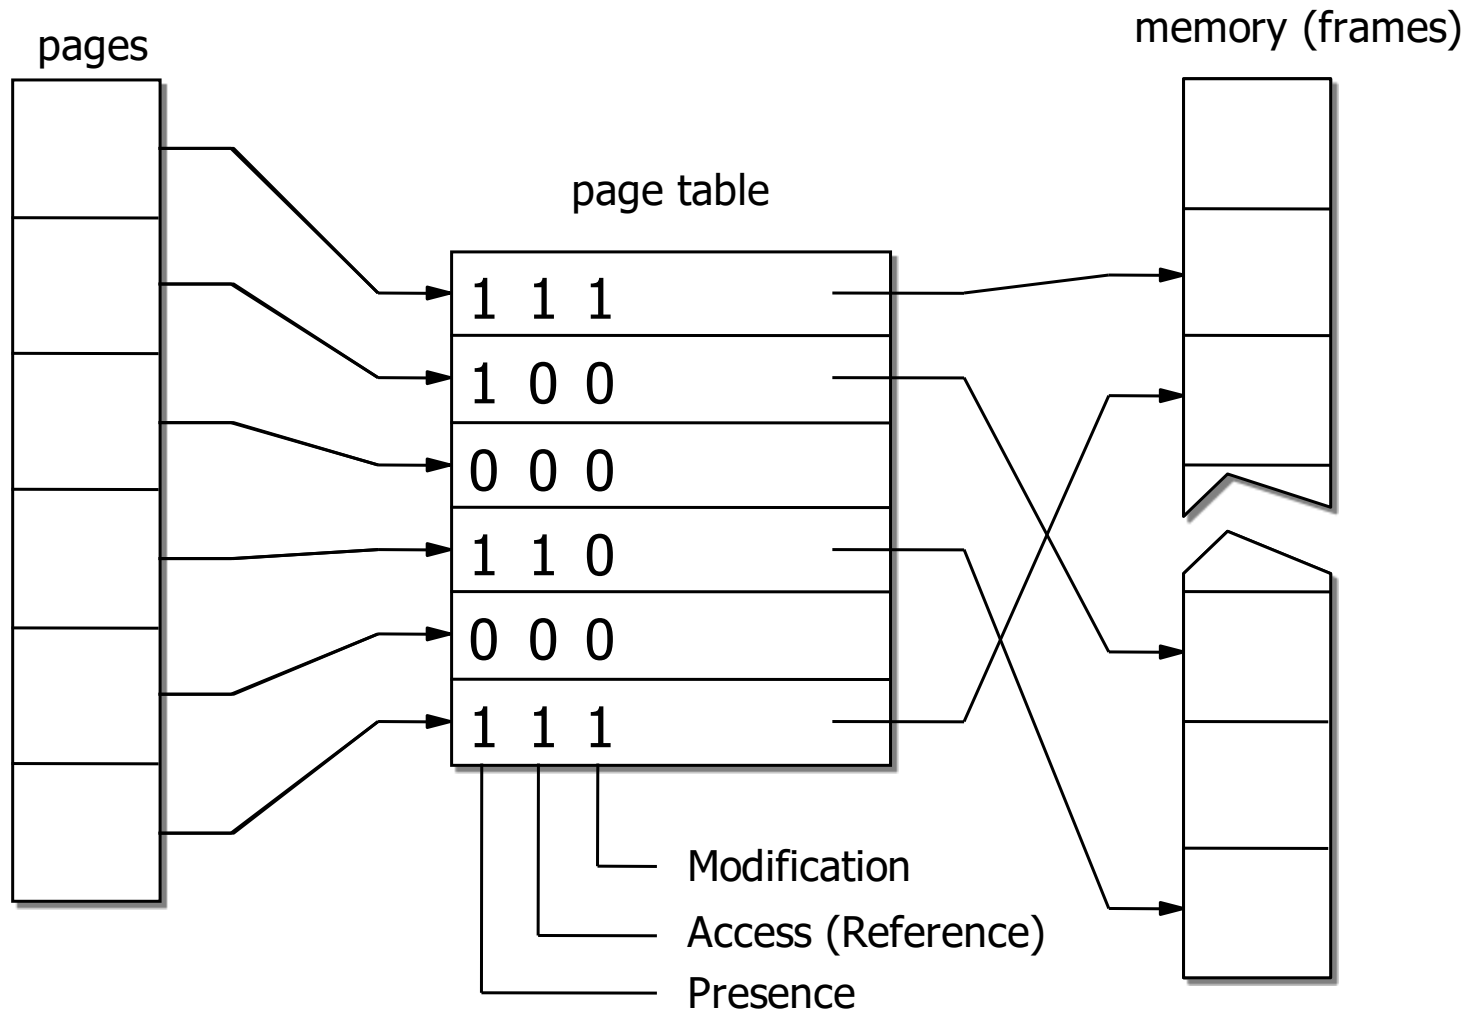 pages
memory (frames)
page table
1 1 1
1 0 0
0 0 0
1 1 0
0 0 0
1 1 1
Modification
Access (Reference)
Presence